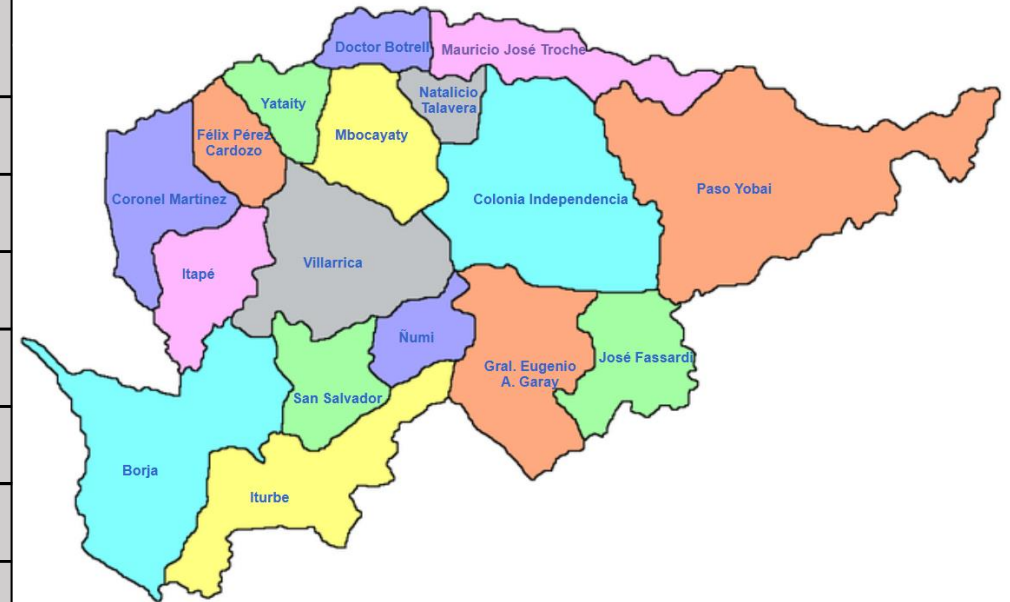 Doctor Botrell
Mauricio José Troche
Yataity
Natalicio
Talavera
Félix Pérez
Cardozo
Mbocayaty
Coronel Martinez
Colonia Independencia
Paso Yobai
Itapé
Villarrica
Ñumi
José Fassardi
Gral. Eugenio
A. Garay
San Salvador
Borja
Iturbe